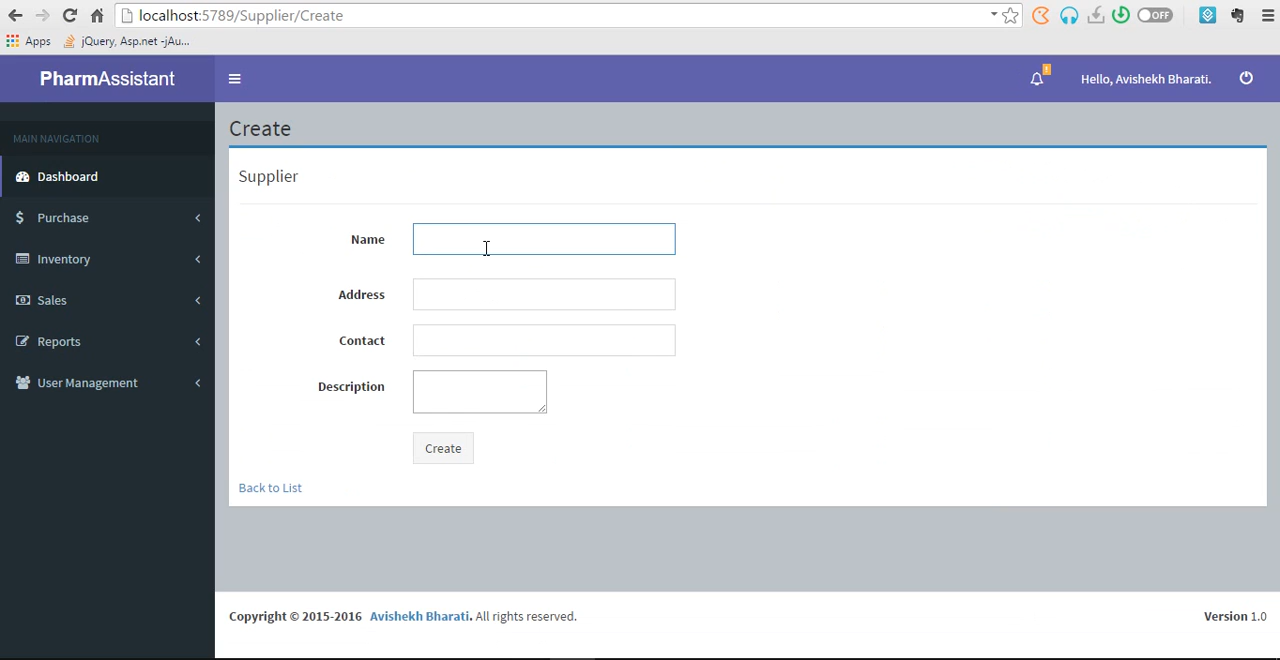 localhost:5789/Supplier/Create
OFF
Apps
jQuery, Asp.net -jAu...
PharmAssistant
!
Hello, Avishekh Bharati.
MAIN NAVIGATION
Dashboard
Purchase
Inventory
Sales
Reports
User Management
Create
Supplier
Name
Address
Contact
Description
Create
Back to List
Copyright © 2015-2016 Avishekh Bharati. All rights reserved.
Version 1.0